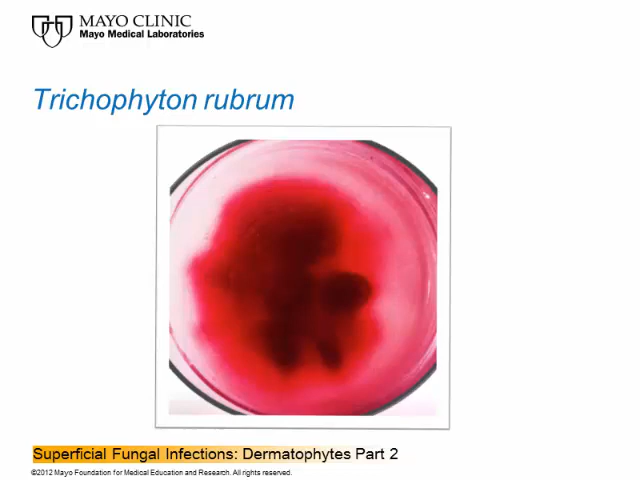 MAYO CLINIC
Mayo Medical Laboratories
Trichophyton rubrum
Superficial Fungal Infections: Dermatophytes Part 2
©2012 Mayo Foundation for Medical Education and Research. All rights reserved.